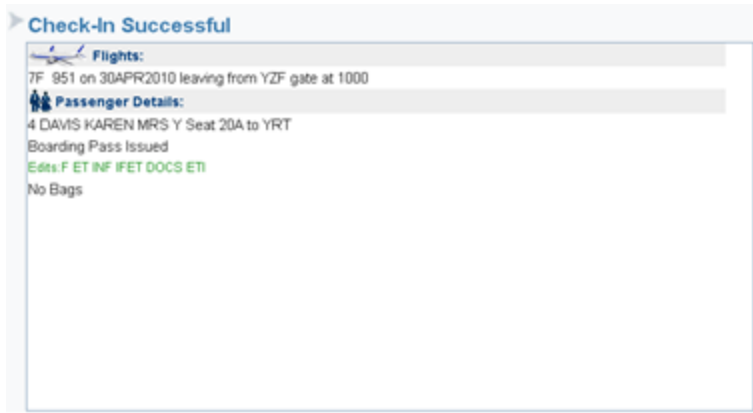 Check-In Successful
Flights:
7F 951 on 30APR2010 leaving from YZF gate at 1000
Passenger Details:
4 DAVIS KAREN MRS Y Seat 20A to YRT
Boarding Pass Issued
Edits:F ET INF IFET DOCS ETI
No Bags